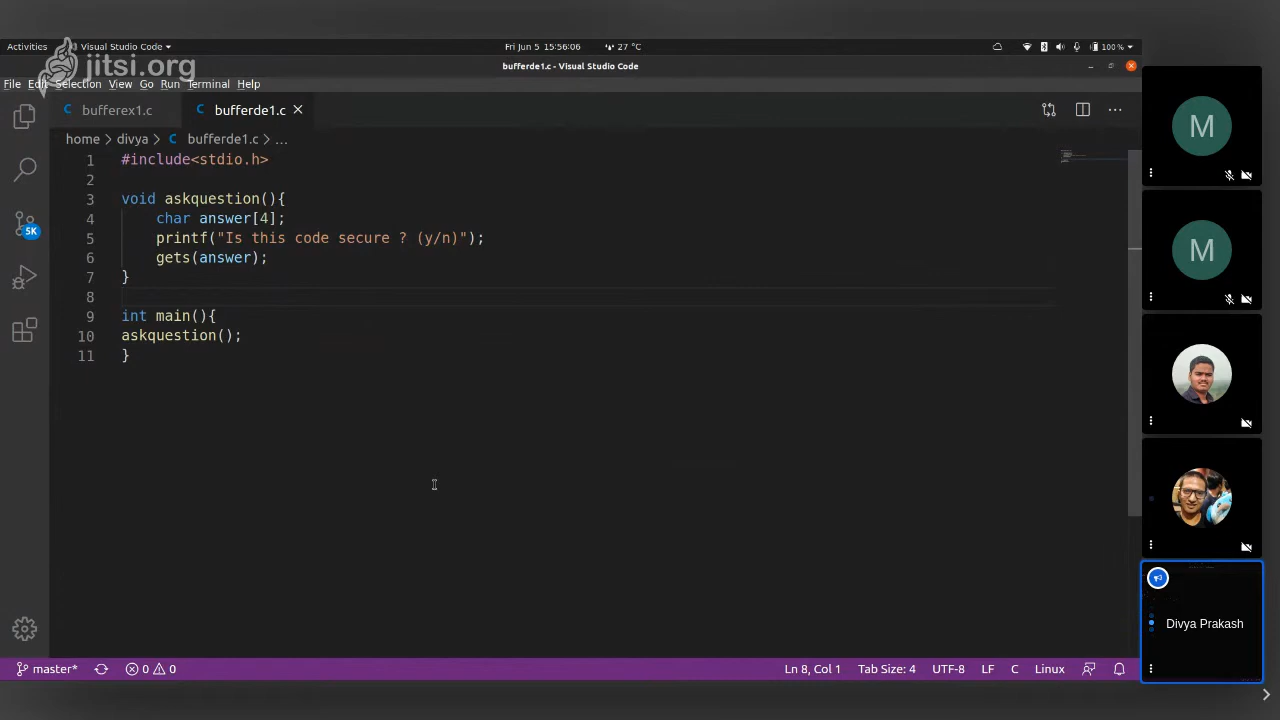 Activities
Visual Studio Code
Fri Jun 5 15:56:06
27 °C
100%
jitsi.org
bufferde1.c - Visual Studio Code
File Edit Selection View Go Run Terminal Help
bufferex1.c
bufferde1.c
home > divya > C bufferde1.c > ...
1 #include<stdio.h>
2
3 void askquestion(){
4 char answer[4];
5 printf("Is this code secure ? (y/n)");
6 gets(answer);
7 }
8
9 int main(){
10 askquestion();
11 }
5K
M
M
Divya Prakash
master*
0 0
Ln 8, Col 1
Tab Size: 4
UTF-8
LF
C
Linux